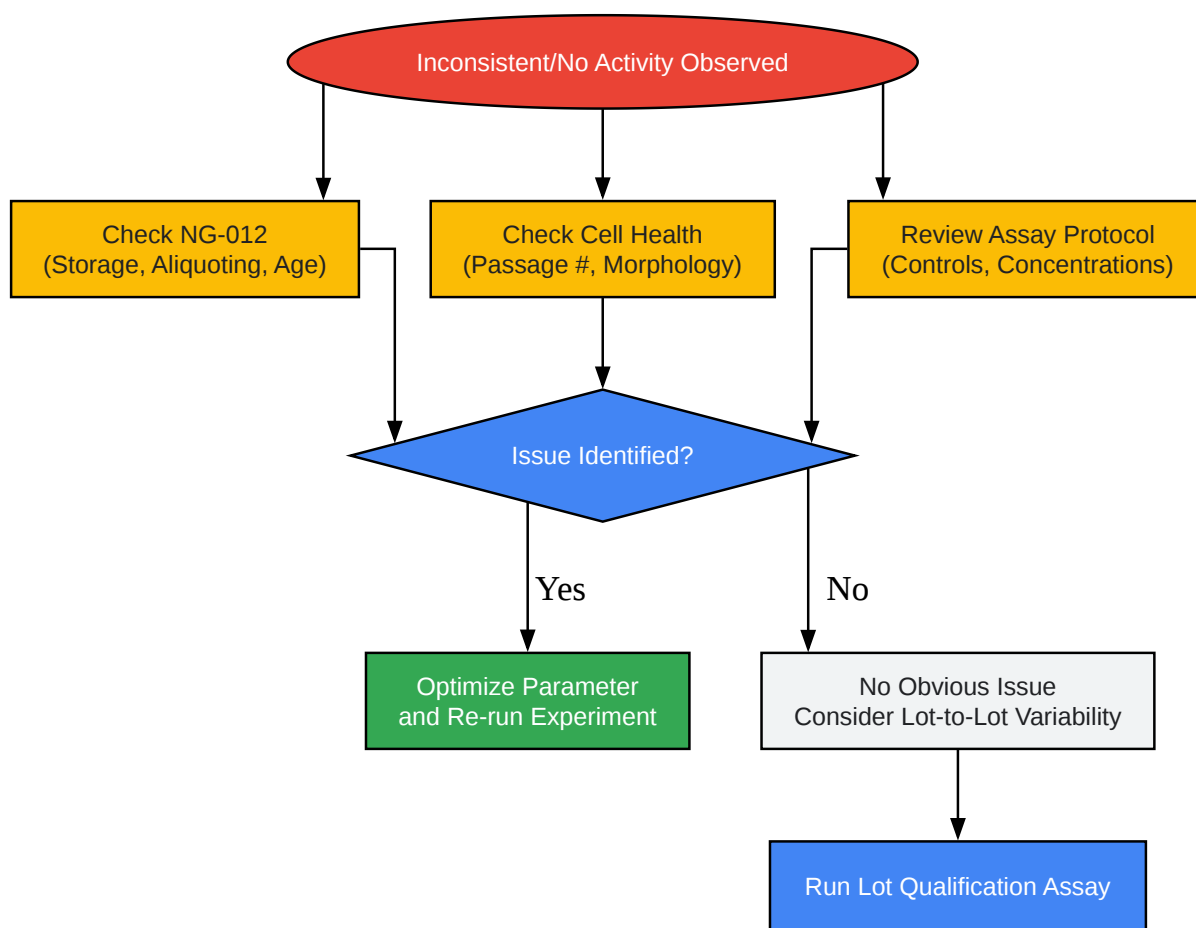 Inconsistent/No Activity Observed
Check NG-012
(Storage, Aliquoting, Age)
Check Cell Health
(Passage #, Morphology)
Review Assay Protocol
(Controls, Concentrations)
Issue Identified?
Yes
No
Optimize Parameter
and Re-run Experiment
No Obvious Issue
Consider Lot-to-Lot Variability
Run Lot Qualification Assay